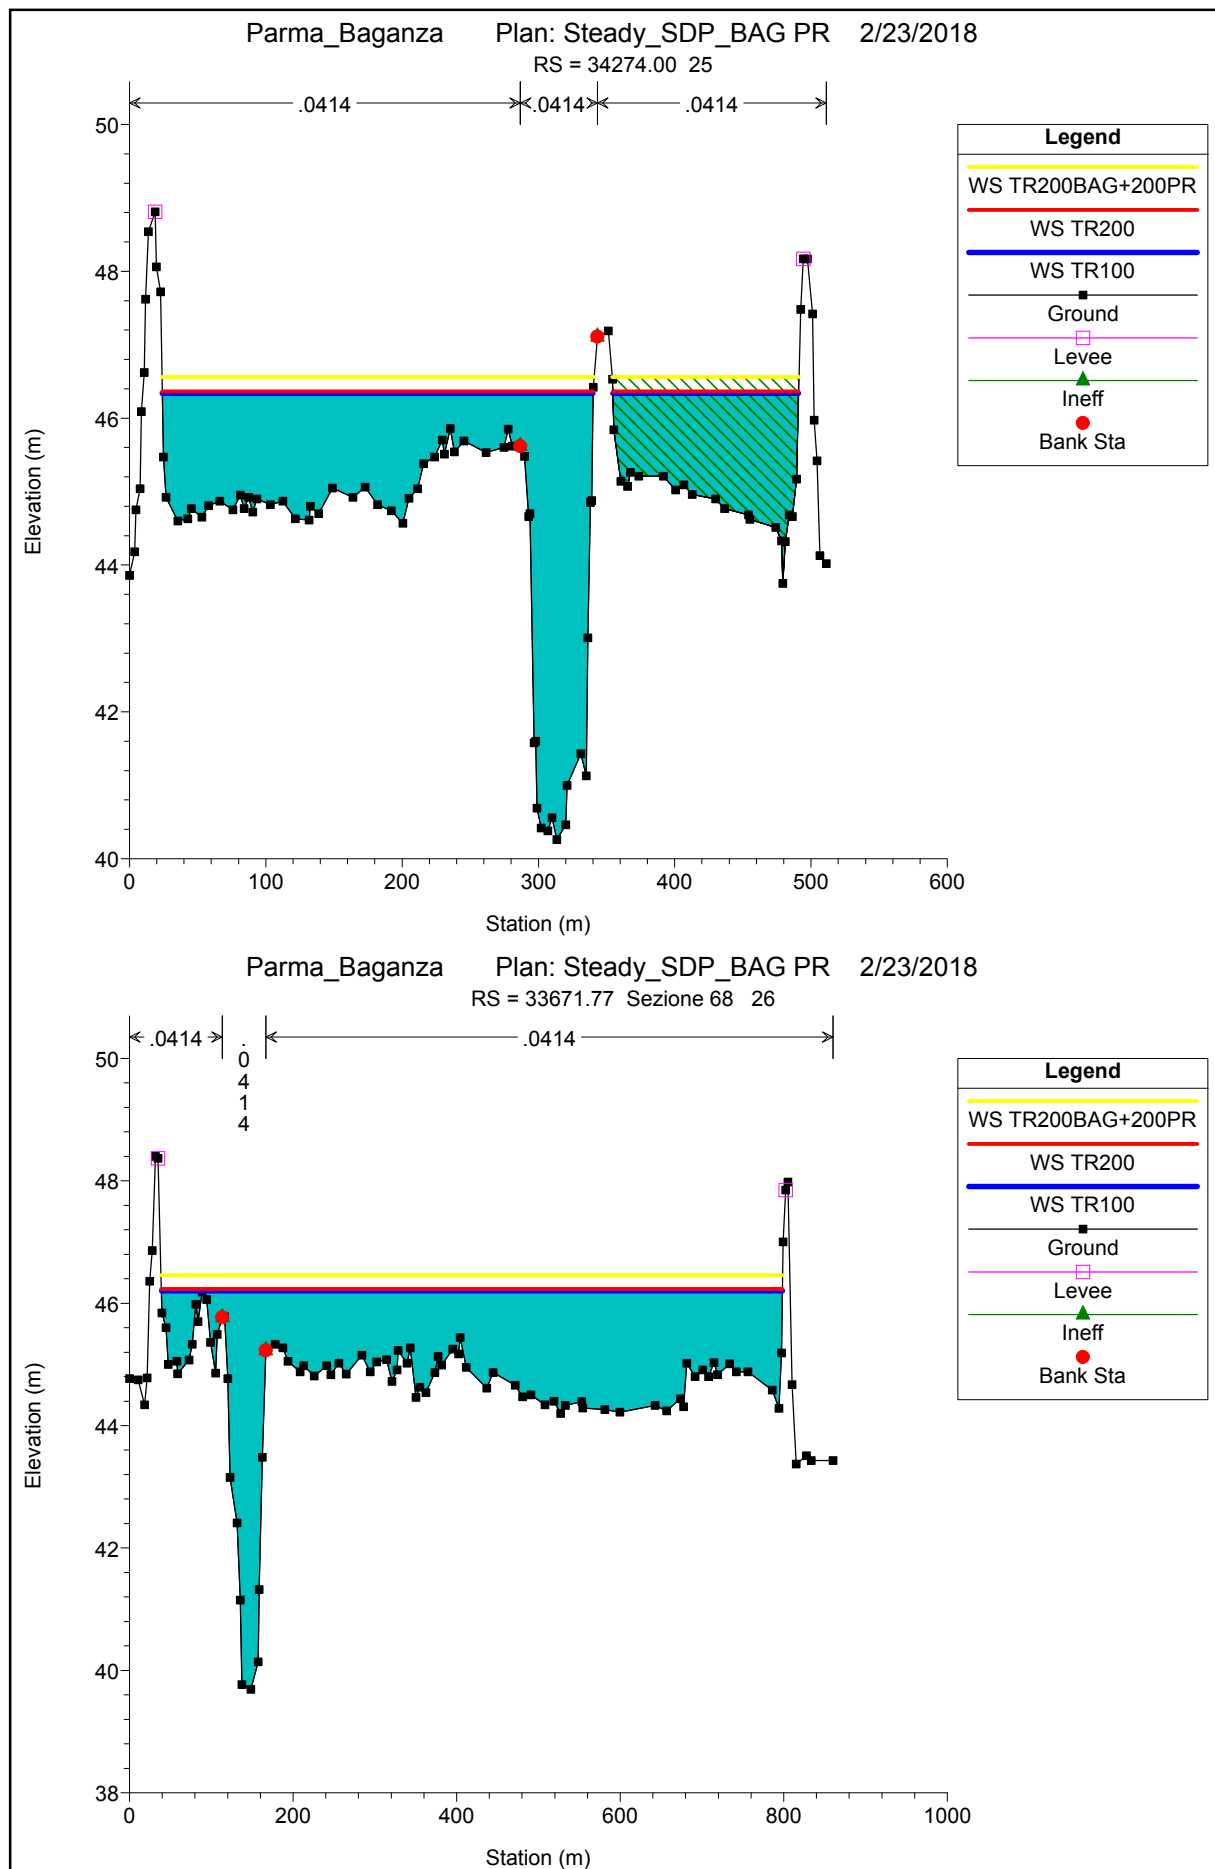 Parma_Baganza Plan: Steady_SDP_BAG PR 2/23/2018
RS = 34274.00 25
.0414 .0414 .0414
Legend
WS TR200BAG+200PR
WS TR200
WS TR100
Ground
Levee
Ineff
Bank Sta
50
48
46
44
42
40
Elevation (m)
0 100 200 300 400 500 600
Station (m)
Parma_Baganza Plan: Steady_SDP_BAG PR 2/23/2018
RS = 33671.77 Sezione 68 26
.0414 .0414 .0414
Legend
WS TR200BAG+200PR
WS TR200
WS TR100
Ground
Levee
Ineff
Bank Sta
50
48
46
44
42
40
38
Elevation (m)
0 200 400 600 800 1000
Station (m)